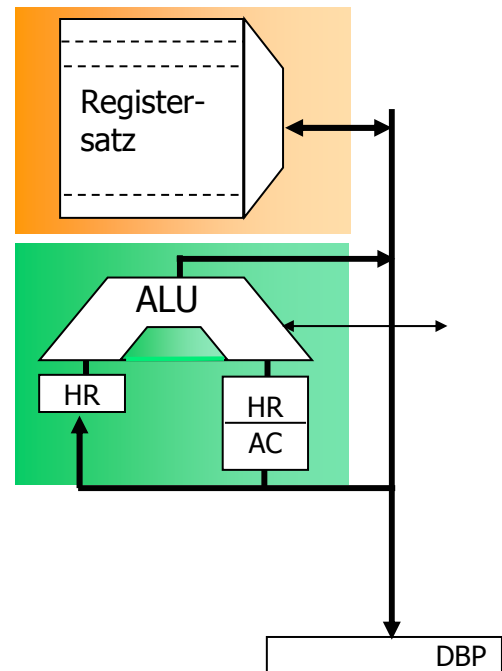 Register-
satz
ALU
HR
HR
AC
DBP